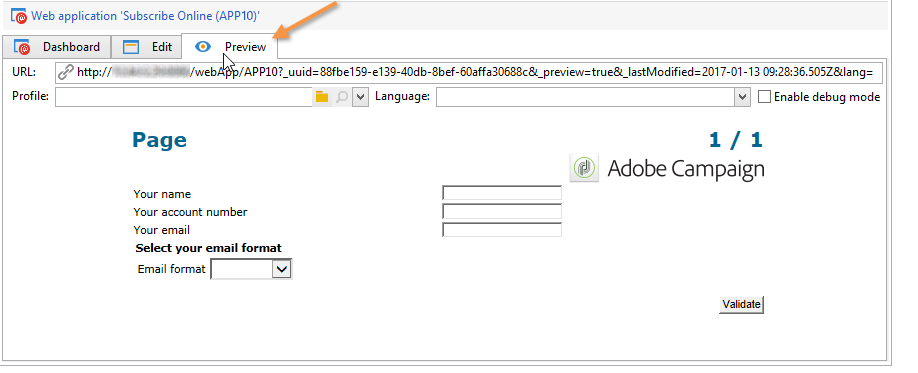 Web application 'Subscribe Online (APP10)'
Dashboard Edit Preview
URL: http:// /webApp/APP10?_uuid=88fbe159-e139-40db-8bef-60affa30688c&_preview=true&_lastModified=2017-01-13 09:28:36.505Z&lang=
Profile: Language: Enable debug mode
Page 1 / 1
Adobe Campaign
Your name
Your account number
Your email
Select your email format
Email format
Validate